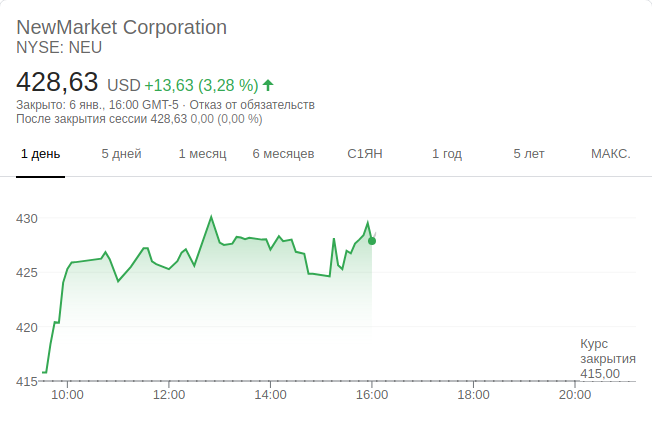 NewMarket Corporation
NYSE: NEU
428,63 USD +13,63 (3,28 %)
Закрыто: 6 янв., 16:00 GMT-5 · Отказ от обязательств
После закрытия сессии 428,63 0,00 (0,00 %)
1 день 5 дней 1 месяц 6 месяцев С1ЯН 1 год 5 лет МАКС.
430
425
420
415
Курс
закрытия
415,00
10:00 12:00 14:00 16:00 18:00 20:00